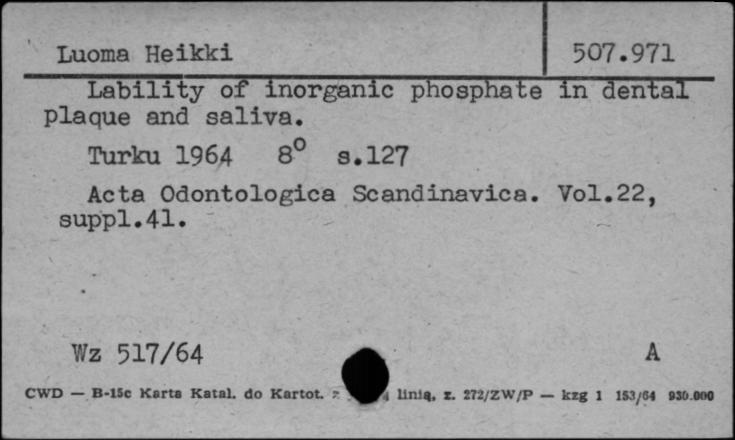 Luoma Heikki 507.971
Lability of inorganic phosphate in dental
plaque and saliva.
Turku 1964 8° s.127
Acta Odontologica Scandinavica. Vol.22,
suppl.41.
Wz 517/64 A
CWD — B-15c Karta Katal. do Kartot. z linią, z. 272/ZW/P — kzg 1 153/64 930.000